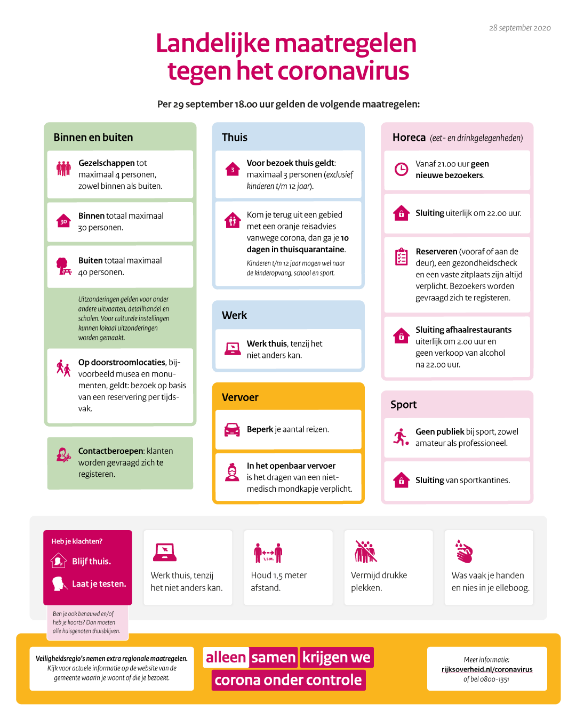 28 september 2020
Landelijke maatregelen
tegen het coronavirus
Per 29 september 18.00 uur gelden de volgende maatregelen:
Binnen en buiten
Gezelschappen tot
maximaal 4 personen,
zowel binnen als buiten.
30
Binnen totaal maximaal
30 personen.
Buiten totaal maximaal
40 personen.
Uitzonderingen gelden voor onder
andere uitvaarten, detailhandel en
scholen. Voor culturele instellingen
kunnen lokaal uitzonderingen
worden gemaakt.
Op doorstroomlocaties, bij-
voorbeeld musea en monu-
menten, geldt: bezoek op basis
van een reservering per tijds-
vak.
Contactberoepen: klanten
worden gevraagd zich te
registeren.
Thuis
3
Voor bezoek thuis geldt:
maximaal 3 personen (exclusief
kinderen t/m 12 jaar).
Kom je terug uit een gebied
met een oranje reisadvies
vanwege corona, dan ga je 10
dagen in thuisquarantaine.
Kinderen t/m 12 jaar mogen wel naar
de kinderopvang, school en sport.
Werk
Werk thuis, tenzij het
niet anders kan.
Vervoer
Beperk je aantal reizen.
In het openbaar vervoer
is het dragen van een niet-
medisch mondkapje verplicht.
Horeca (eet- en drinkgelegenheden)
Vanaf 21.00 uur geen
nieuwe bezoekers.
Sluiting uiterlijk om 22.00 uur.
Reserveren (vooraf of aan de
deur), een gezondheidscheck
en een vaste zitplaats zijn altijd
verplicht. Bezoekers worden
gevraagd zich te registeren.
Sluiting afhaalrestaurants
uiterlijk om 2.00 uur en
geen verkoop van alcohol
na 22.00 uur.
Sport
Geen publiek bij sport, zowel
amateur als professioneel.
Sluiting van sportkantines.
Heb je klachten?
Blijf thuis.
Laat je testen.
Ben je ook benauwd en/of
heb je koorts? Dan moeten
alle huisgenoten thuisblijven.
Werk thuis, tenzij
het niet anders kan.
Houd 1,5 meter
afstand.
Vermijd drukke
plekken.
Was vaak je handen
en nies in je elleboog.
Veiligheidsregio's nemen extra regionale maatregelen.
Kijk voor actuele informatie op de website van de
gemeente waarin je woont of die je bezoekt.
alleen samen krijgen we
corona onder controle
Meer informatie:
rijksoverheid.nl/coronavirus
of bel 0800-1351